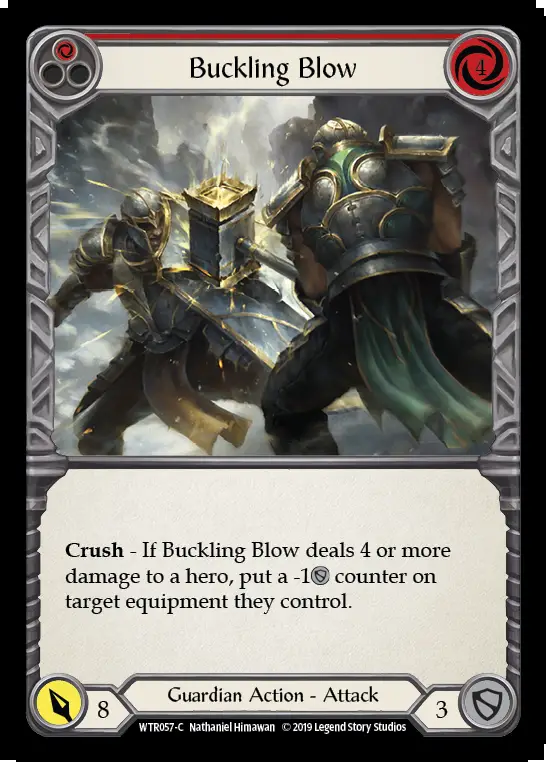 Buckling Blow
4
Crush - If Buckling Blow deals 4 or more
damage to a hero, put a -1 counter on
target equipment they control.
8
Guardian Action - Attack
3
WTR057-C Nathaniel Himawan © 2019 Legend Story Studios